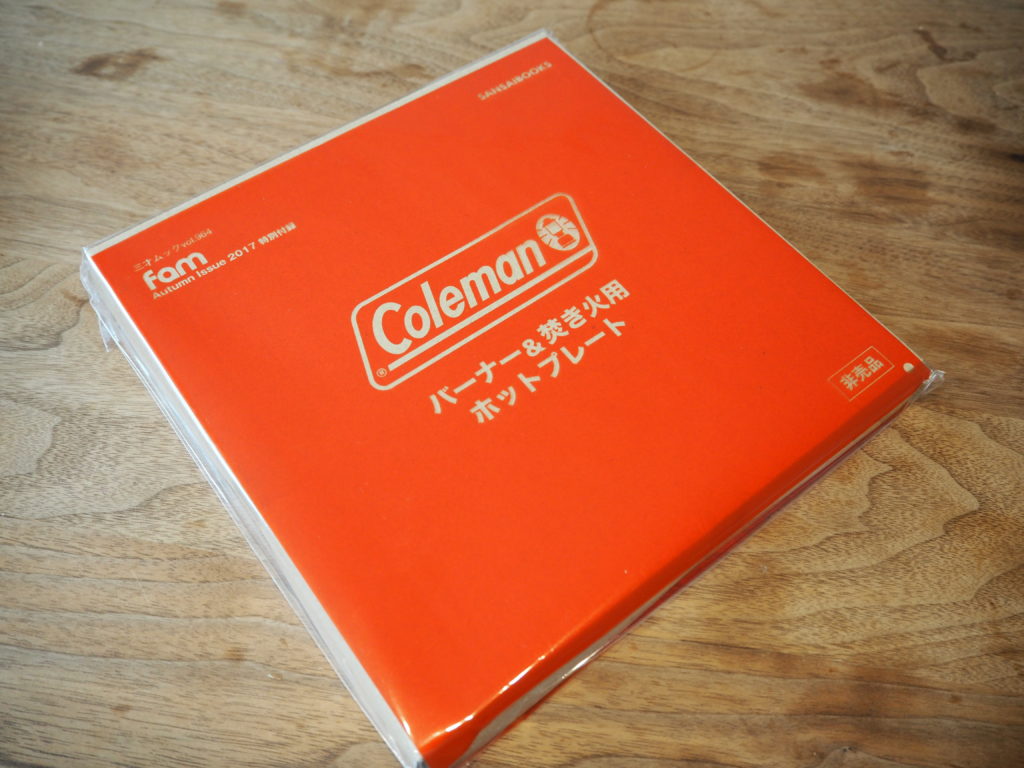 SANSAIBOOKS
三才ムックvol.964
fam
Autumn Issue 2017 特別付録
Coleman
®
バーナー&焚き火用
ホットプレート
非売品